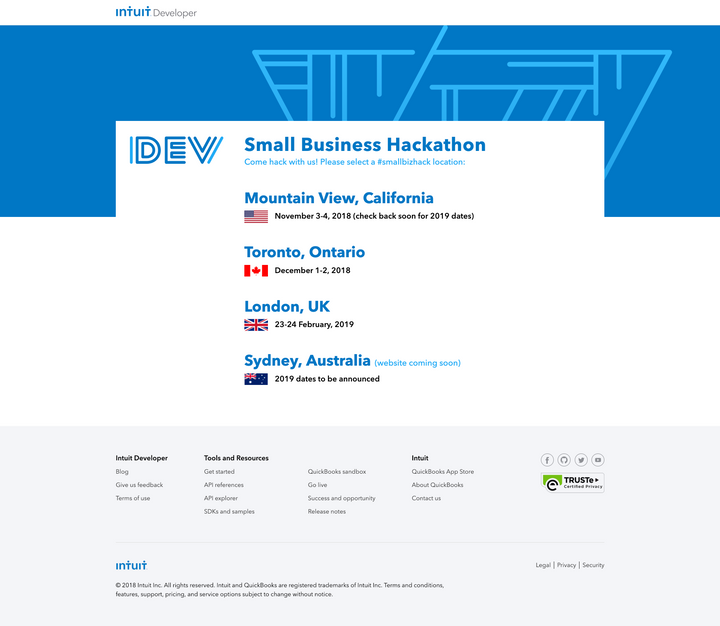 ıntuıt Developer
DEV
Small Business Hackathon
Come hack with us! Please select a #smallbizhack location:
Mountain View, California
November 3-4, 2018 (check back soon for 2019 dates)
Toronto, Ontario
December 1-2, 2018
London, UK
23-24 February, 2019
Sydney, Australia (website coming soon)
2019 dates to be announced
Intuit Developer
Blog
Give us feedback
Terms of use
Tools and Resources
Get started
API references
API explorer
SDKs and samples
QuickBooks sandbox
Go live
Success and opportunity
Release notes
Intuit
QuickBooks App Store
About QuickBooks
Contact us
TRUSTe
Certified Privacy
ıntuıt
Legal | Privacy | Security
© 2018 Intuit Inc. All rights reserved. Intuit and QuickBooks are registered trademarks of Intuit Inc. Terms and conditions,
features, support, pricing, and service options subject to change without notice.